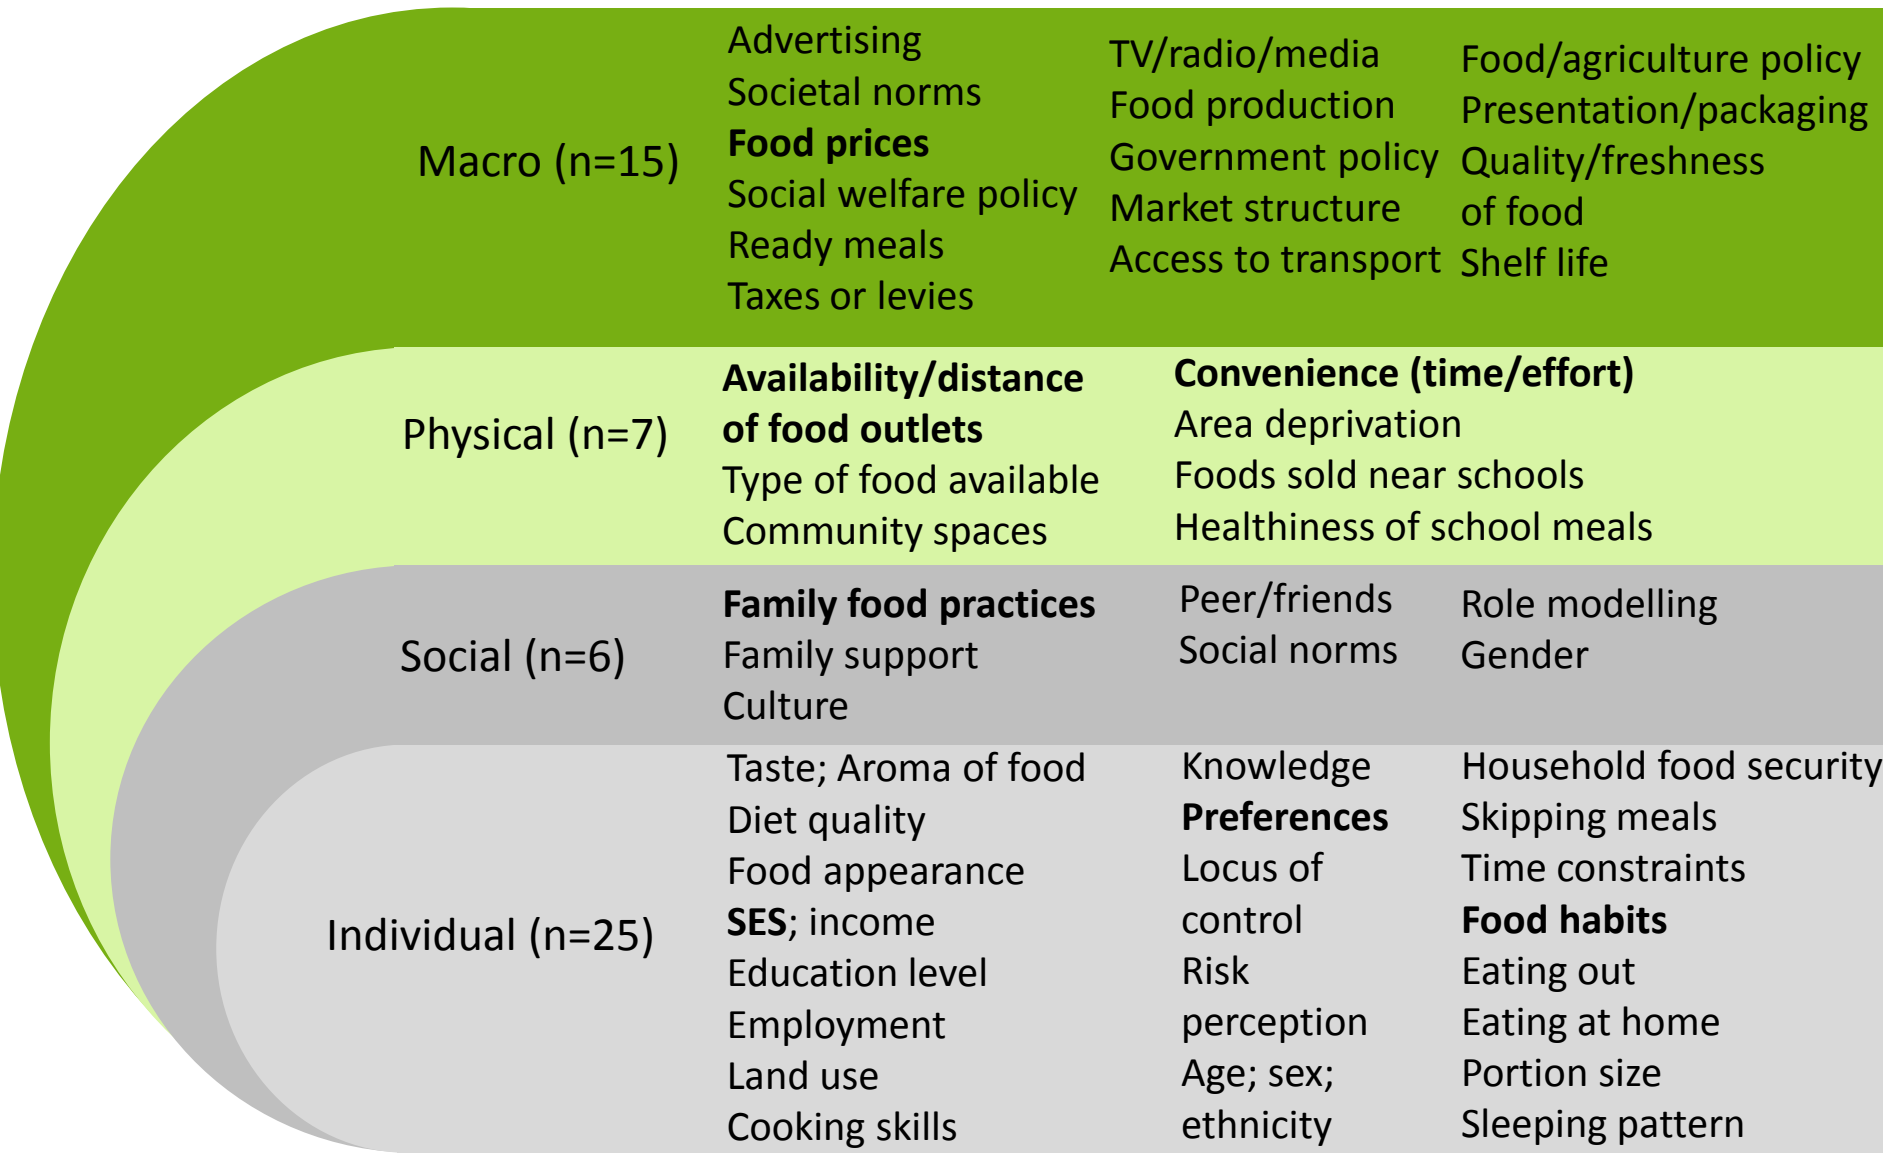 Macro (n=15)
Advertising
Societal norms
Food prices
Social welfare policy
Ready meals
Taxes or levies
TV/radio/media
Food production
Government policy
Market structure
Access to transport
Food/agriculture policy
Presentation/packaging
Quality/freshness
of food
Shelf life
Physical (n=7)
Availability/distance
of food outlets
Type of food available
Community spaces
Convenience (time/effort)
Area deprivation
Foods sold near schools
Healthiness of school meals
Social (n=6)
Family food practices
Family support
Culture
Peer/friends
Social norms
Role modelling
Gender
Individual (n=25)
Taste; Aroma of food
Diet quality
Food appearance
SES; income
Education level
Employment
Land use
Cooking skills
Knowledge
Preferences
Locus of
control
Risk
perception
Age; sex;
ethnicity
Household food security
Skipping meals
Time constraints
Food habits
Eating out
Eating at home
Portion size
Sleeping pattern